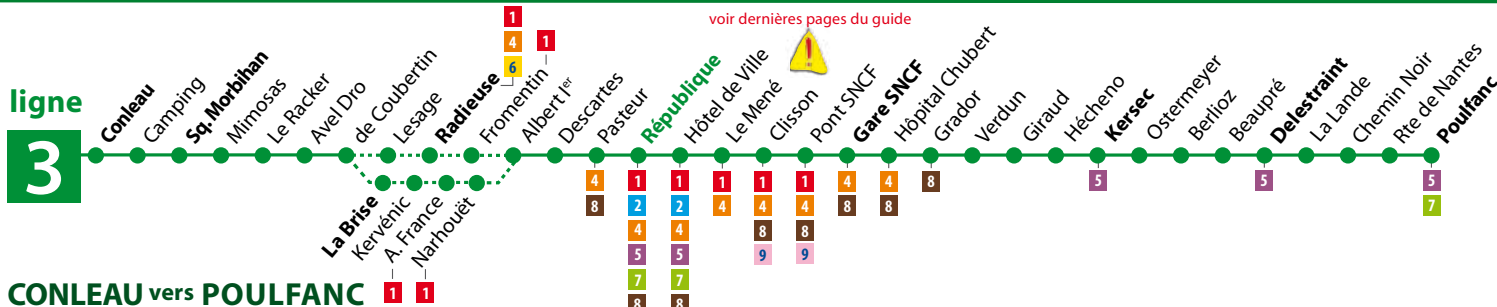 voir dernières pages du guide
ligne
3
Conleau
Camping
Sq. Morbihan
Mimosas
Le Racker
Avel Dro
de Coubertin
Lesage
Radieuse
1
4
6
Fromentin
1
Albert Ier
Descartes
Pasteur
4
8
République
1
2
4
5
7
8
Hôtel de Ville
1
2
4
5
7
8
Le Mené
1
4
Clisson
1
4
8
9
Pont SNCF
1
4
8
9
Gare SNCF
4
8
Hôpital Chubert
4
8
Grador
8
Verdun
Giraud
Hécheno
Kersec
5
Ostermeyer
Berlioz
Beaupré
Delestraint
5
La Lande
Chemin Noir
Rte de Nantes
Poulfanc
5
7
La Brise
Kervénic
A. France
1
Narhouët
1
CONLEAU vers POULFANC